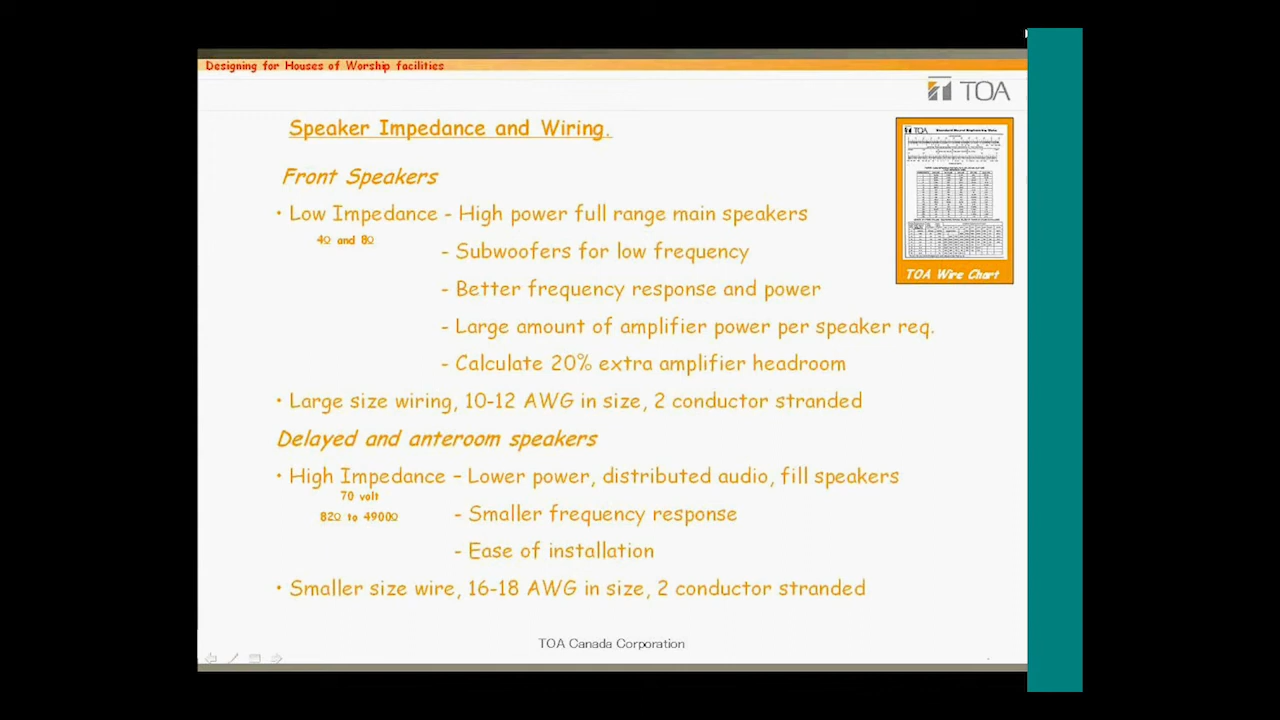 Designing for Houses of Worship facilities
TOA
Speaker Impedance and Wiring.
Front Speakers
• Low Impedance - High power full range main speakers
4Ω and 8Ω
- Subwoofers for low frequency
- Better frequency response and power
- Large amount of amplifier power per speaker req.
- Calculate 20% extra amplifier headroom
• Large size wiring, 10-12 AWG in size, 2 conductor stranded
Delayed and anteroom speakers
• High Impedance – Lower power, distributed audio, fill speakers
70 volt
82Ω to 4900Ω
- Smaller frequency response
- Ease of installation
• Smaller size wire, 16-18 AWG in size, 2 conductor stranded
TOA
TOA Wire Chart
TOA Canada Corporation